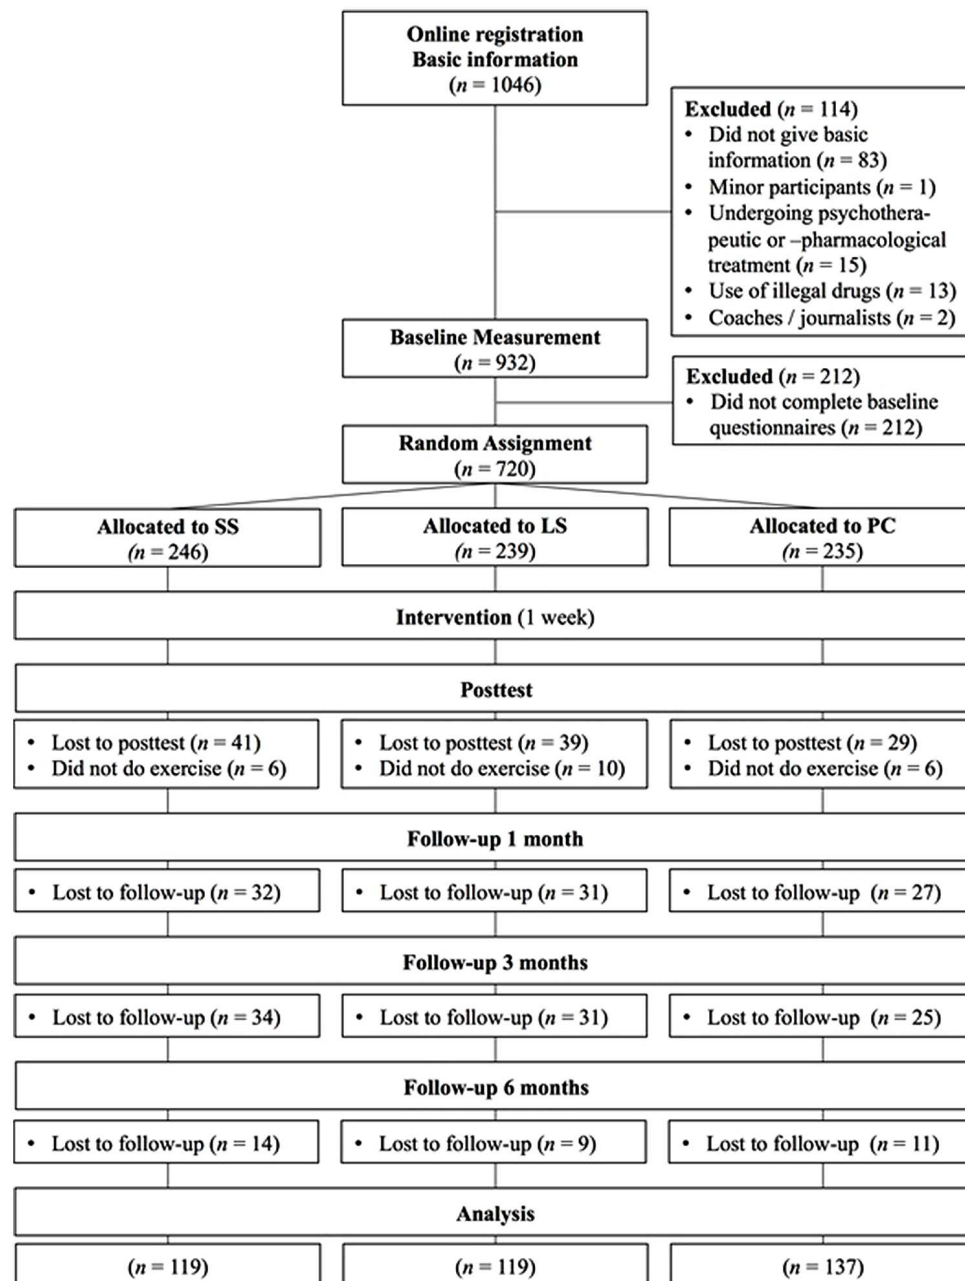 Online registration
Basic information
(n = 1046)
Excluded (n = 114)
• Did not give basic
information (n = 83)
• Minor participants (n = 1)
• Undergoing psychothera-
peutic or –pharmacological
treatment (n = 15)
• Use of illegal drugs (n = 13)
• Coaches / journalists (n = 2)
Baseline Measurement
(n = 932)
Excluded (n = 212)
• Did not complete baseline
questionnaires (n = 212)
Random Assignment
(n = 720)
Allocated to SS
(n = 246)
Allocated to LS
(n = 239)
Allocated to PC
(n = 235)
Intervention (1 week)
Posttest
• Lost to posttest (n = 41)
• Did not do exercise (n = 6)
• Lost to posttest (n = 39)
• Did not do exercise (n = 10)
• Lost to posttest (n = 29)
• Did not do exercise (n = 6)
Follow-up 1 month
• Lost to follow-up (n = 32)
• Lost to follow-up (n = 31)
• Lost to follow-up (n = 27)
Follow-up 3 months
• Lost to follow-up (n = 34)
• Lost to follow-up (n = 31)
• Lost to follow-up (n = 25)
Follow-up 6 months
• Lost to follow-up (n = 14)
• Lost to follow-up (n = 9)
• Lost to follow-up (n = 11)
Analysis
(n = 119)
(n = 119)
(n = 137)